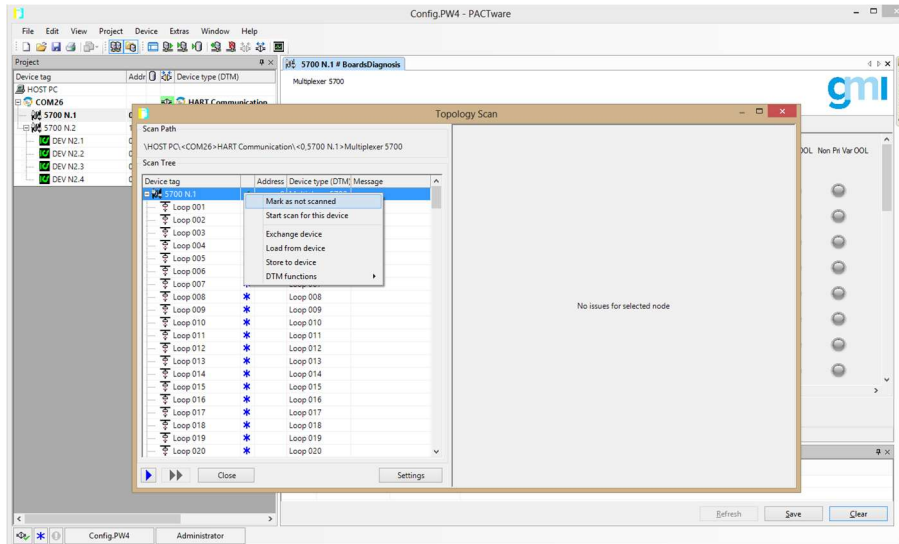 Config.PW4 - PACTware
File Edit View Project Device Extras Window Help
Project
Device tag Addr Device type (DTM)
HOST PC
COM26 HART Communication
5700 N.1
5700 N.2
DEV N2.1
DEV N2.2
DEV N2.3
DEV N2.4
5700 N.1 # BoardsDiagnosis
Multiplexer 5700
gmi
OOL Non Pri Var OOL
Topology Scan
Scan Path
\HOST PC\<COM26>HART Communication\<0,5700 N.1>Multiplexer 5700
Scan Tree
Device tag Address Device type (DTM) Message
5700 N.1
Mark as not scanned
Start scan for this device
Exchange device
Load from device
Store to device
DTM functions
Loop 001
Loop 002
Loop 003
Loop 004
Loop 005
Loop 006
Loop 007
Loop 008 Loop 008
Loop 009 Loop 009
Loop 010 Loop 010
Loop 011 Loop 011
Loop 012 Loop 012
Loop 013 Loop 013
Loop 014 Loop 014
Loop 015 Loop 015
Loop 016 Loop 016
Loop 017 Loop 017
Loop 018 Loop 018
Loop 019 Loop 019
Loop 020 Loop 020
No issues for selected node
Close Settings
Refresh Save Clear
Config.PW4 Administrator